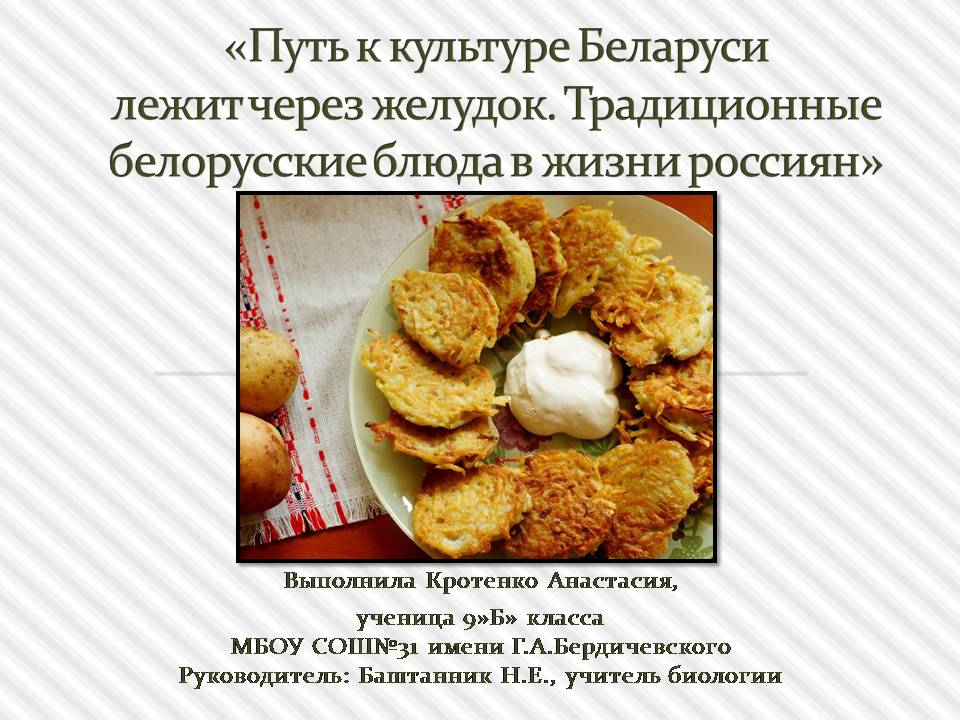 «Путь к культуре Беларуси
лежит через желудок. Традиционные
белорусские блюда в жизни россиян»
Выполнила Кротенко Анастасия,
ученица 9»Б» класса
МБОУ СОШ№31 имени Г.А.Бердичевского
Руководитель: Баштанник Н.Е., учитель биологии